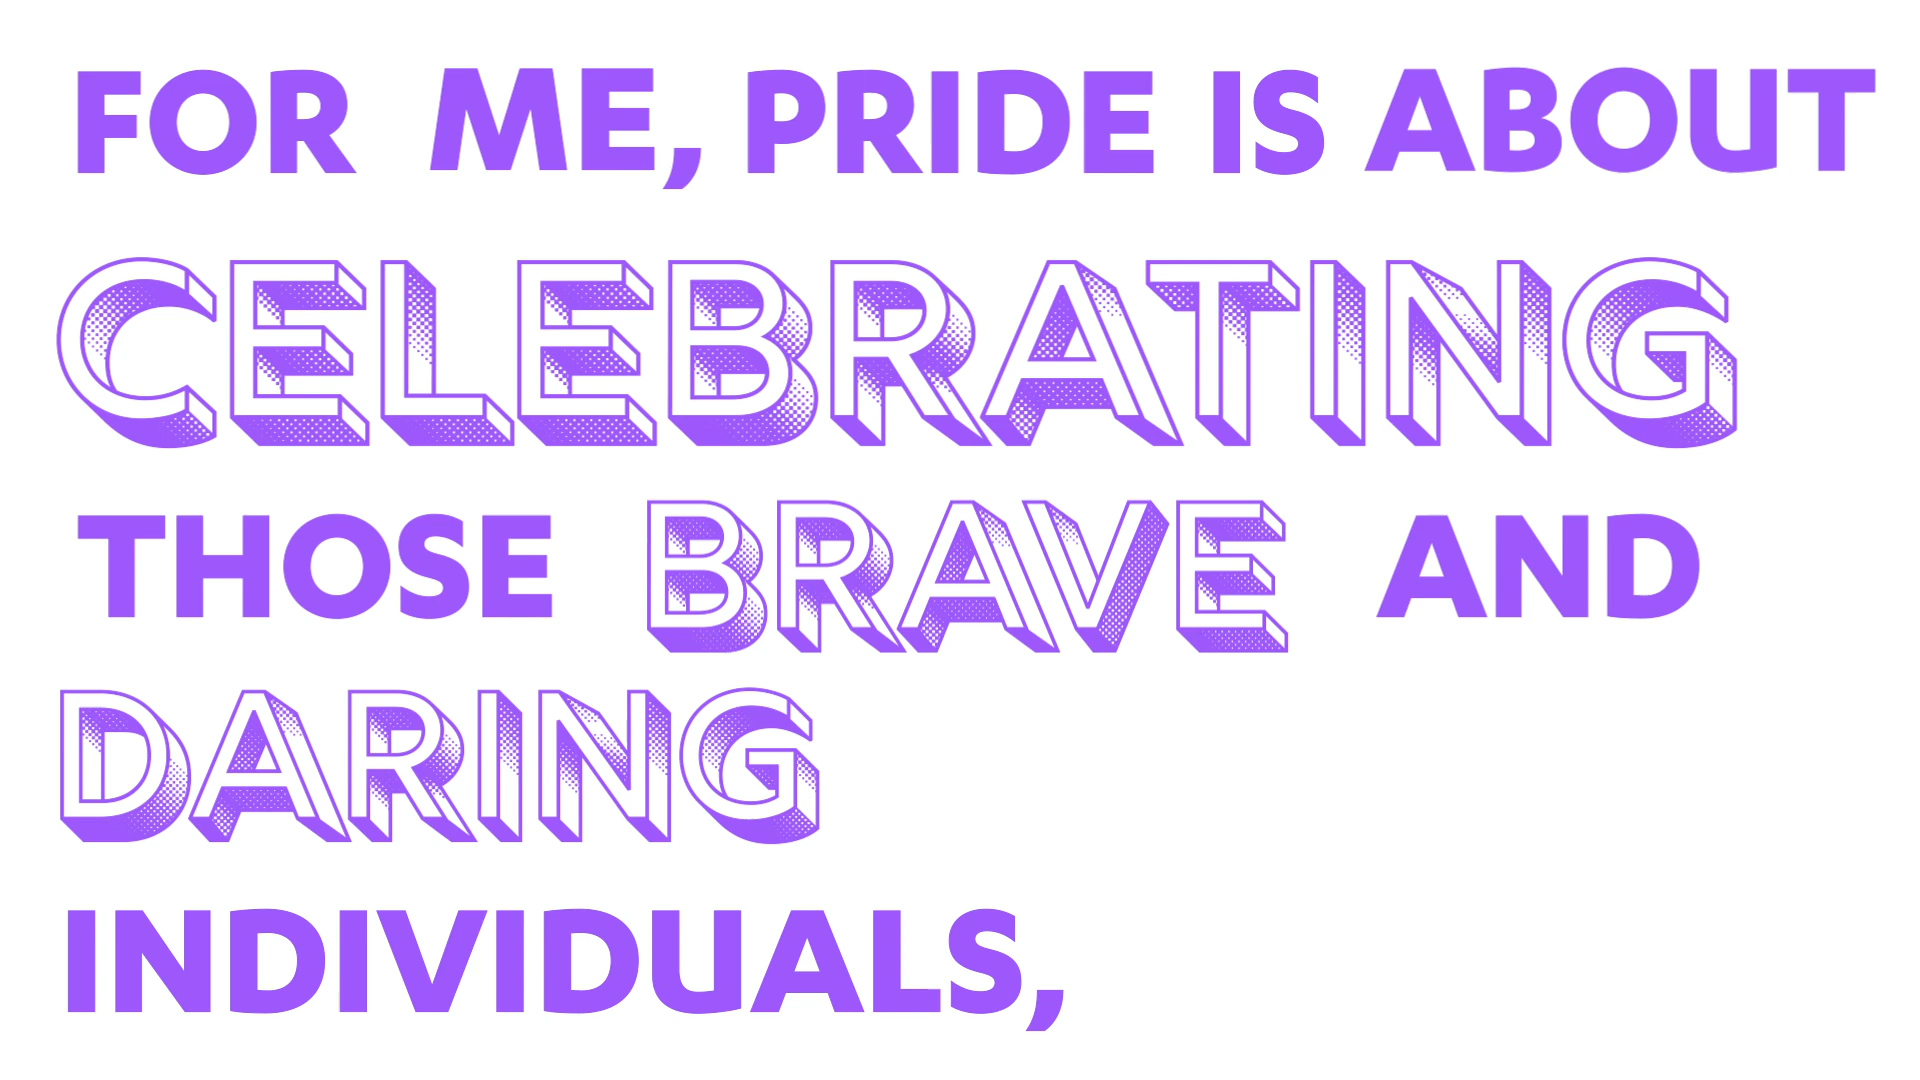 FOR ME, PRIDE IS ABOUT
CELEBRATING
THOSE BRAVE AND
DARING
INDIVIDUALS,